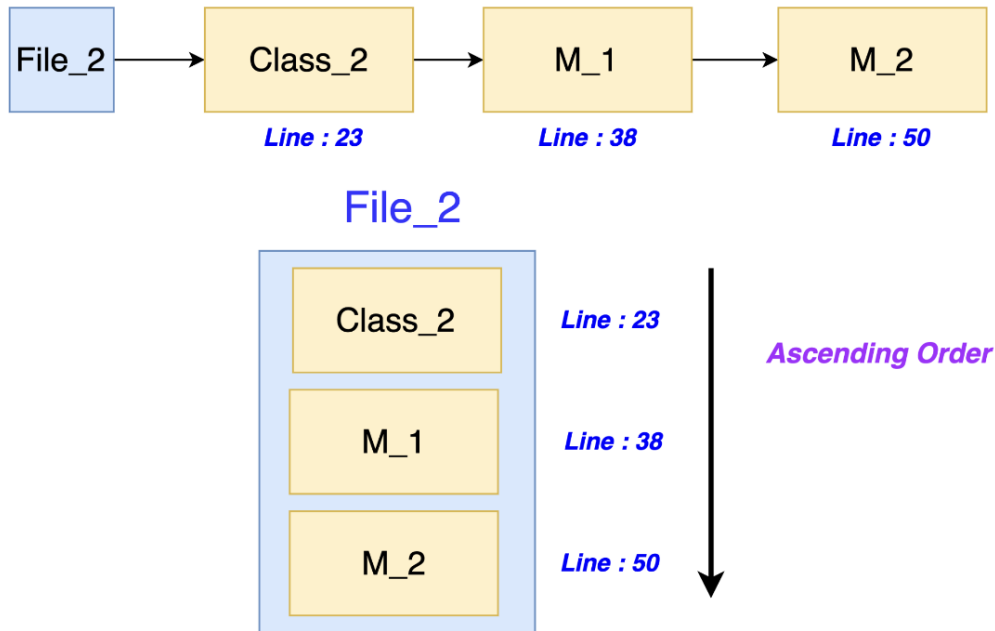 File_2
Class_2
M_1
M_2
Line : 23
Line : 38
Line : 50
File_2
Class_2
Line : 23
Ascending Order
M_1
Line : 38
M_2
Line : 50